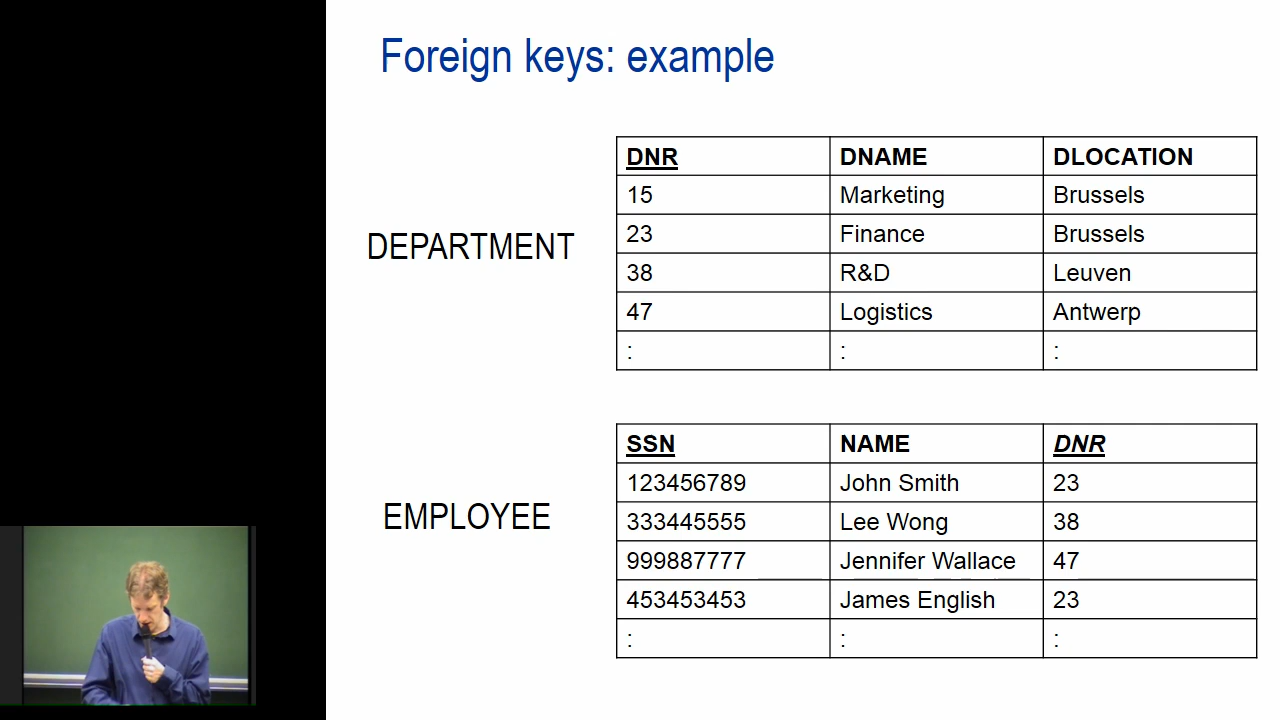 Foreign keys: example
DEPARTMENT
DNR DNAME DLOCATION
15 Marketing Brussels
23 Finance Brussels
38 R&D Leuven
47 Logistics Antwerp
: : :
EMPLOYEE
SSN NAME DNR
123456789 John Smith 23
333445555 Lee Wong 38
999887777 Jennifer Wallace 47
453453453 James English 23
: : :